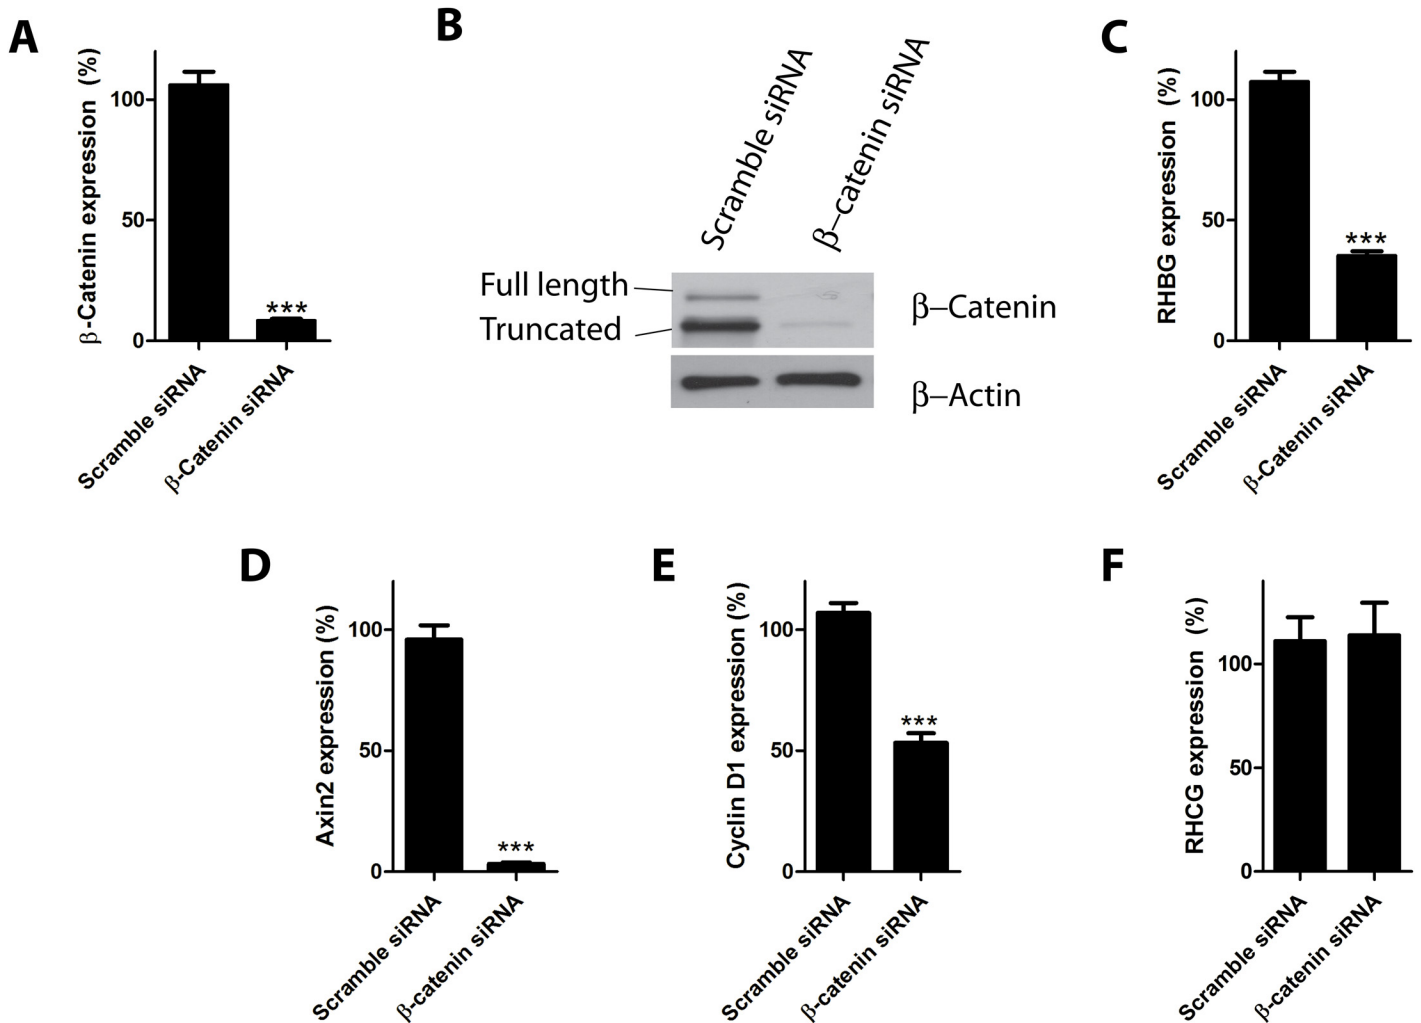 A
β-Catenin expression (%)
100
50
0
***
Scramble siRNA
β-Catenin siRNA
B
Scramble siRNA
β–catenin siRNA
Full length
Truncated
β–Catenin
β–Actin
C
RHBG expression (%)
100
50
0
***
Scramble siRNA
β-Catenin siRNA
D
Axin2 expression (%)
100
50
0
***
Scramble siRNA
β-catenin siRNA
E
Cyclin D1 expression (%)
100
50
0
***
Scramble siRNA
β-catenin siRNA
F
RHCG expression (%)
100
50
0
Scramble siRNA
β-catenin siRNA